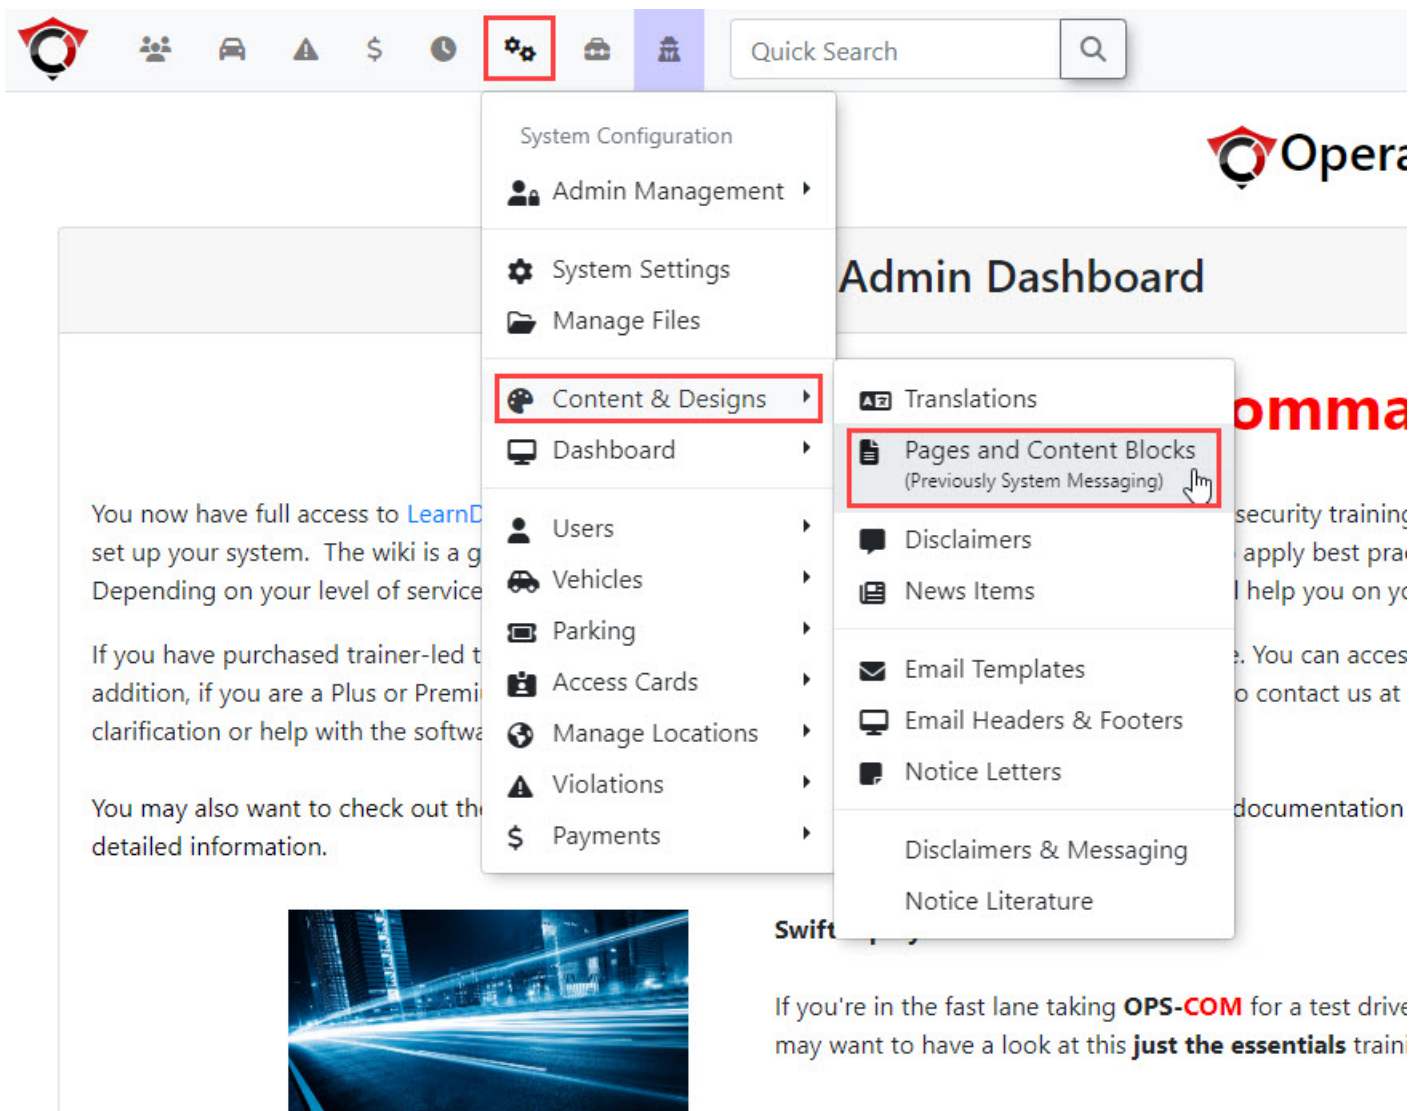 Quick Search
System Configuration
Opera
Admin Management
Admin Dashboard
System Settings
Manage Files
Content & Designs
Translations
omma
Dashboard
Pages and Content Blocks
(Previously System Messaging)
You now have full access to LearnD
security training
Users
Disclaimers
set up your system. The wiki is a g
apply best prac
Vehicles
News Items
Depending on your level of service
help you on yo
Parking
If you have purchased trainer-led t
Email Templates
e. You can acces
Access Cards
addition, if you are a Plus or Premi
Email Headers & Footers
o contact us at
Manage Locations
clarification or help with the softwa
Notice Letters
Violations
You may also want to check out the
documentation
Payments
Disclaimers & Messaging
detailed information.
Notice Literature
Swift
If you're in the fast lane taking OPS-COM for a test drive
may want to have a look at this just the essentials traini